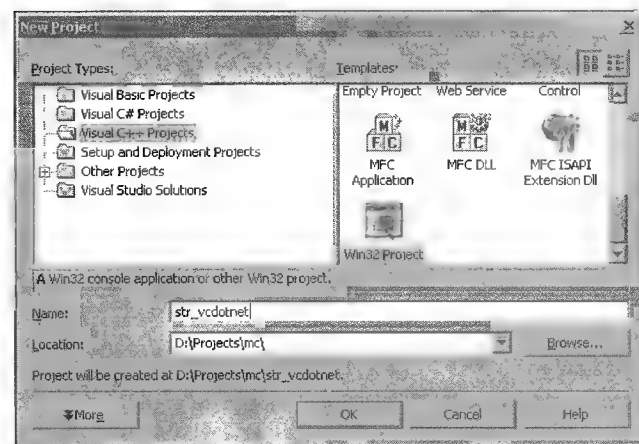 New Project
Project Types:
Templates:
Visual Basic Projects
Visual C# Projects
Visual C++ Projects
Setup and Deployment Projects
Other Projects
Visual Studio Solutions
Empty Project Web Service Control
MFC Application
MFC DLL
MFC ISAPI Extension Dll
Win32 Project
A Win32 console application or other Win32 project.
Name: str_vcdotnet
Location: D:\Projects\mc\ Browse...
Project will be created at D:\Projects\mc\str_vcdotnet.
More OK Cancel Help